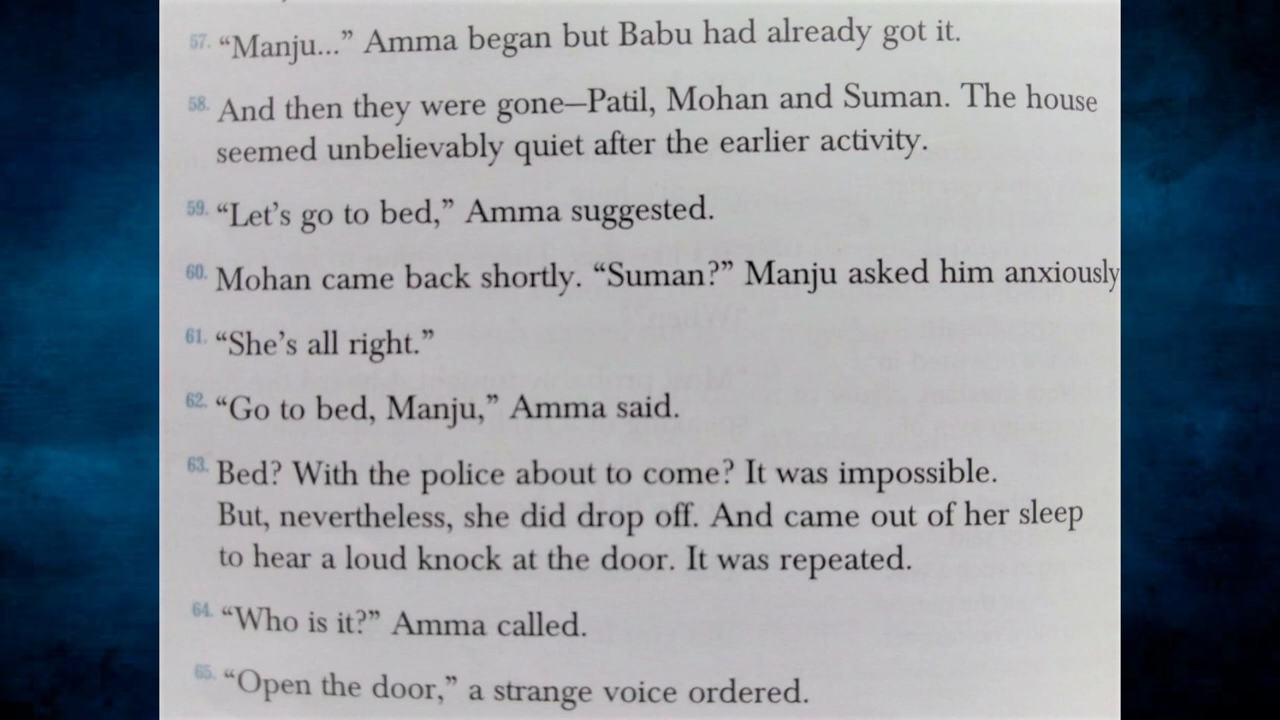 57. “Manju...” Amma began but Babu had already got it.
58. And then they were gone—Patil, Mohan and Suman. The house
seemed unbelievably quiet after the earlier activity.
59. “Let’s go to bed,” Amma suggested.
60. Mohan came back shortly. “Suman?” Manju asked him anxiously
61. “She’s all right.”
62. “Go to bed, Manju,” Amma said.
63. Bed? With the police about to come? It was impossible.
But, nevertheless, she did drop off. And came out of her sleep
to hear a loud knock at the door. It was repeated.
64. “Who is it?” Amma called.
65. “Open the door,” a strange voice ordered.